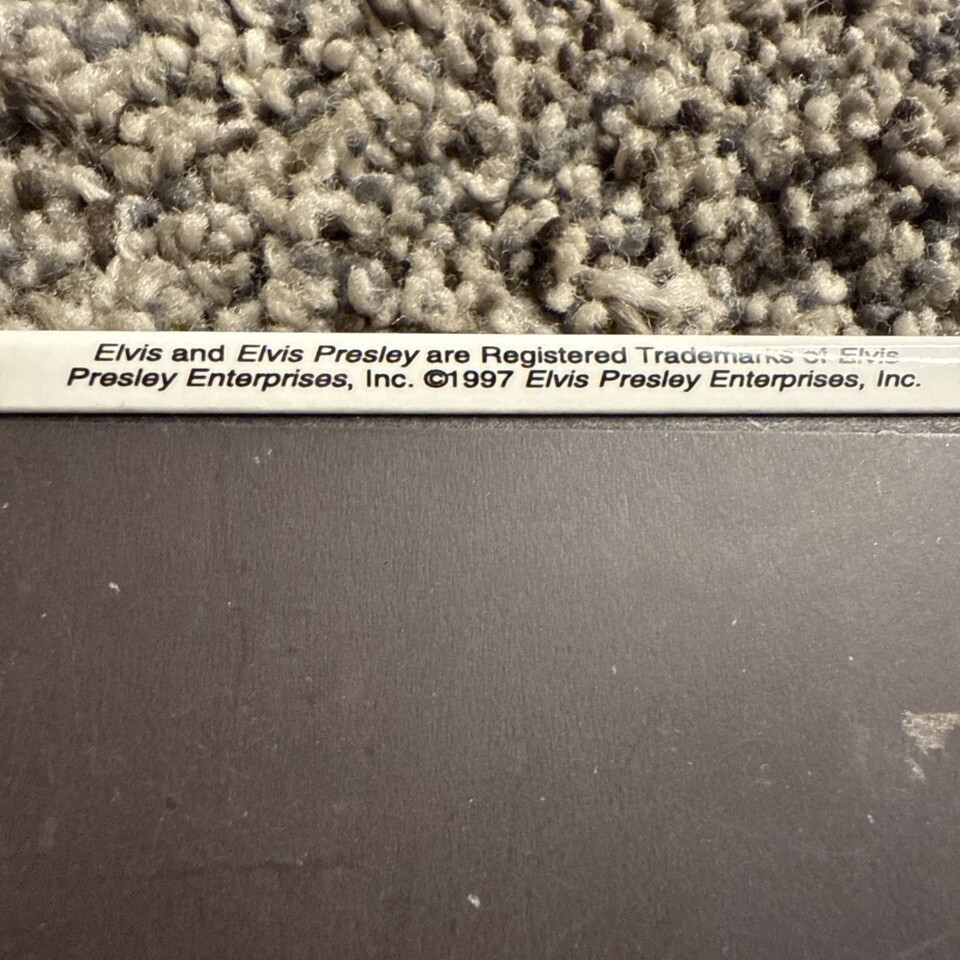 Elvis and Elvis Presley are Registered Trademarks of Elvis
Presley Enterprises, Inc. ©1997 Elvis Presley Enterprises, Inc.